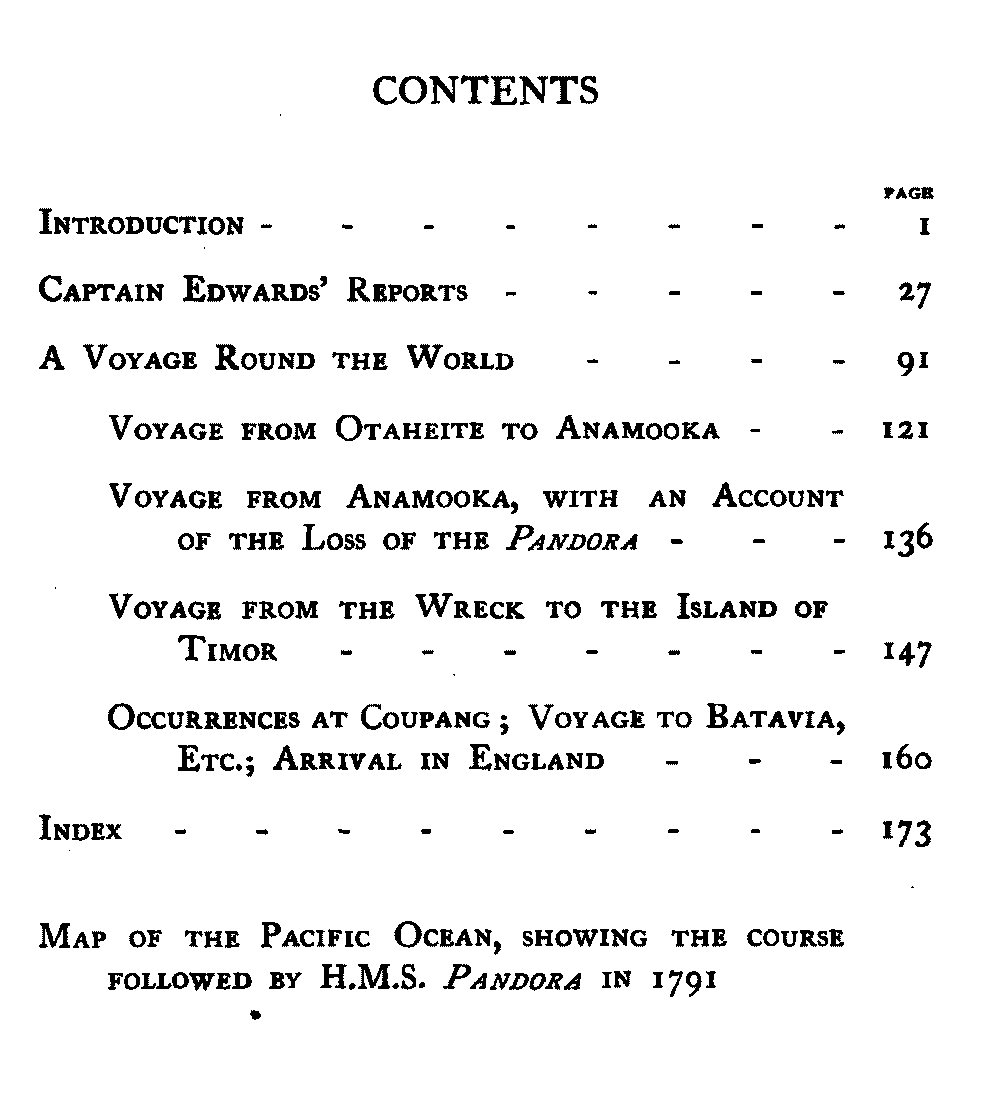 CONTENTS
PAGE
INTRODUCTION - - - - - - - - 1
CAPTAIN EDWARDS' REPORTS - - - - - 27
A VOYAGE ROUND THE WORLD - - - - 91
VOYAGE FROM OTAHEITE TO ANAMOOKA - - 121
VOYAGE FROM ANAMOOKA, WITH AN ACCOUNT
OF THE LOSS OF THE PANDORA - - - 136
VOYAGE FROM THE WRECK TO THE ISLAND OF
TIMOR - - - - - - - 147
OCCURRENCES AT COUPANG; VOYAGE TO BATAVIA,
ETC.; ARRIVAL IN ENGLAND - - - 160
INDEX - - - - - - - - - 173
MAP OF THE PACIFIC OCEAN, SHOWING THE COURSE
FOLLOWED BY H.M.S. PANDORA IN 1791